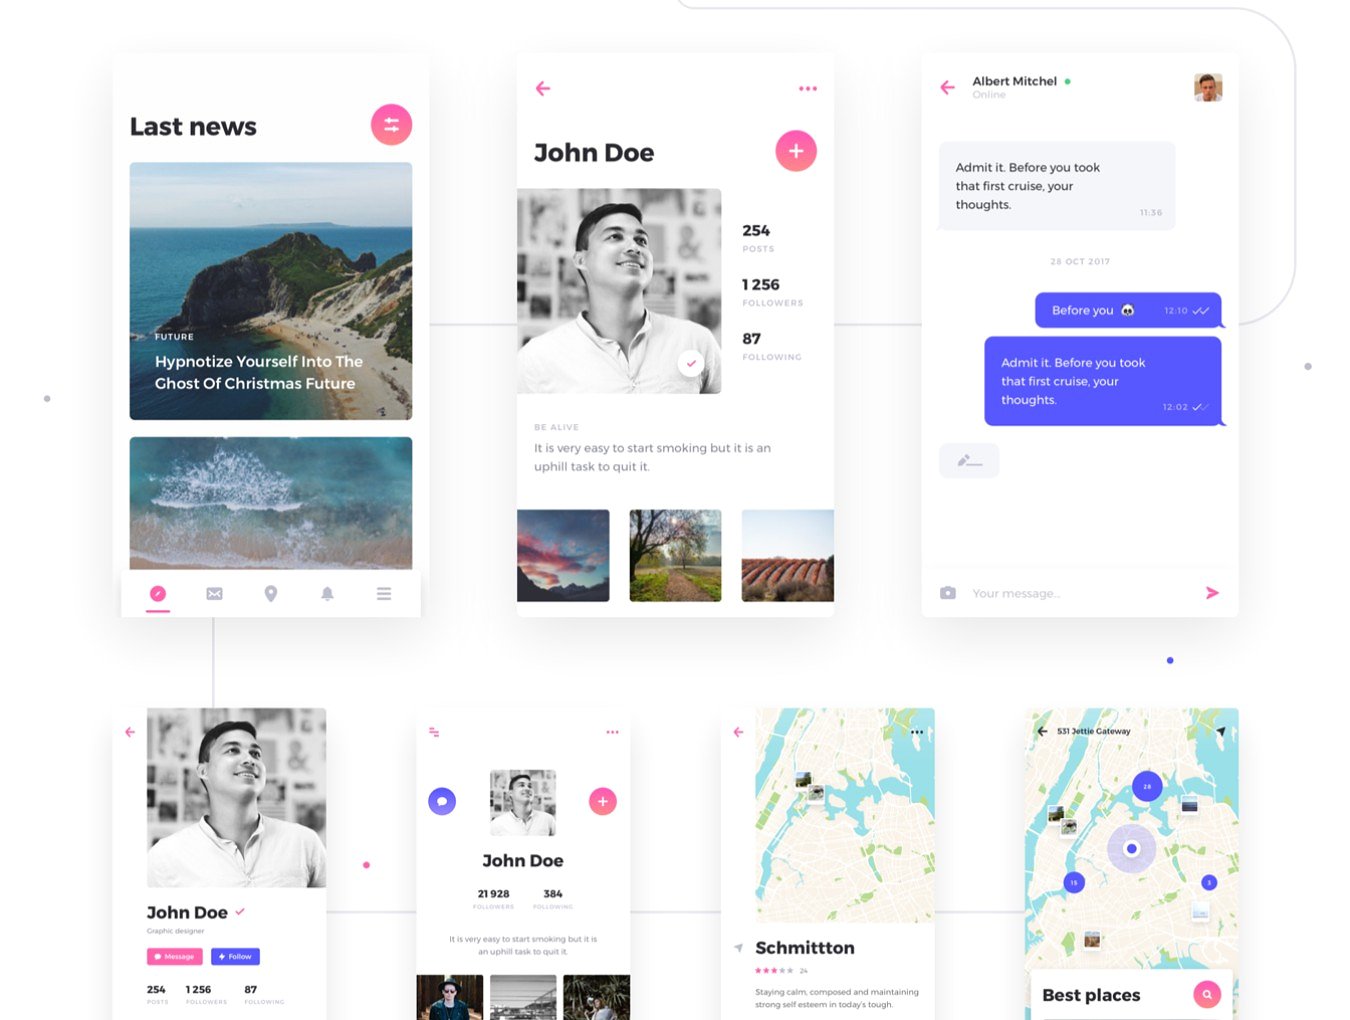 Last news
FUTURE
Hypnotize Yourself Into The
Ghost Of Christmas Future
John Doe
254
POSTS
1 256
FOLLOWERS
87
FOLLOWING
BE ALIVE
It is very easy to start smoking but it is an
uphill task to quit it.
Albert Mitchel
Online
Admit it. Before you took
that first cruise, your
thoughts.
11:36
28 OCT 2017
Before you
12:10
Admit it. Before you took
that first cruise, your
thoughts.
12:02
Your message..
John Doe
Graphic designer
Message
Follow
254
1 256
87
POSTS
FOLLOWERS
FOLLOWING
John Doe
21 928
384
FOLLOWERS
FOLLOWING
It is very easy to start smoking but it is
an uphill task to quit it.
Schmittton
24
Staying calm, composed and maintaining
strong self esteem in today's tough.
531 Jettie Gateway
28
15
3
Best places